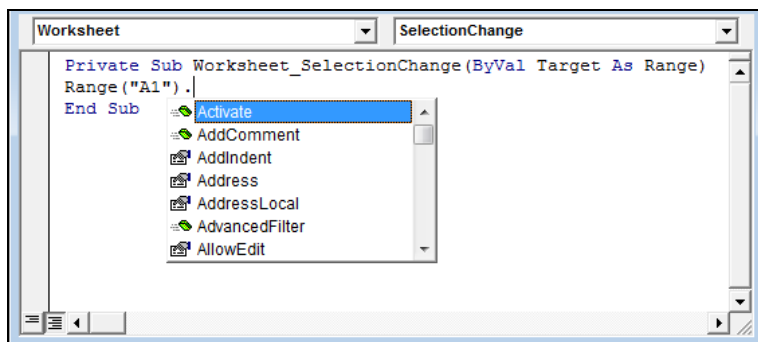 Worksheet SelectionChange
Private Sub Worksheet_SelectionChange(ByVal Target As Range)
Range("A1").
End Sub
Activate
AddComment
AddIndent
Address
AddressLocal
AdvancedFilter
AllowEdit